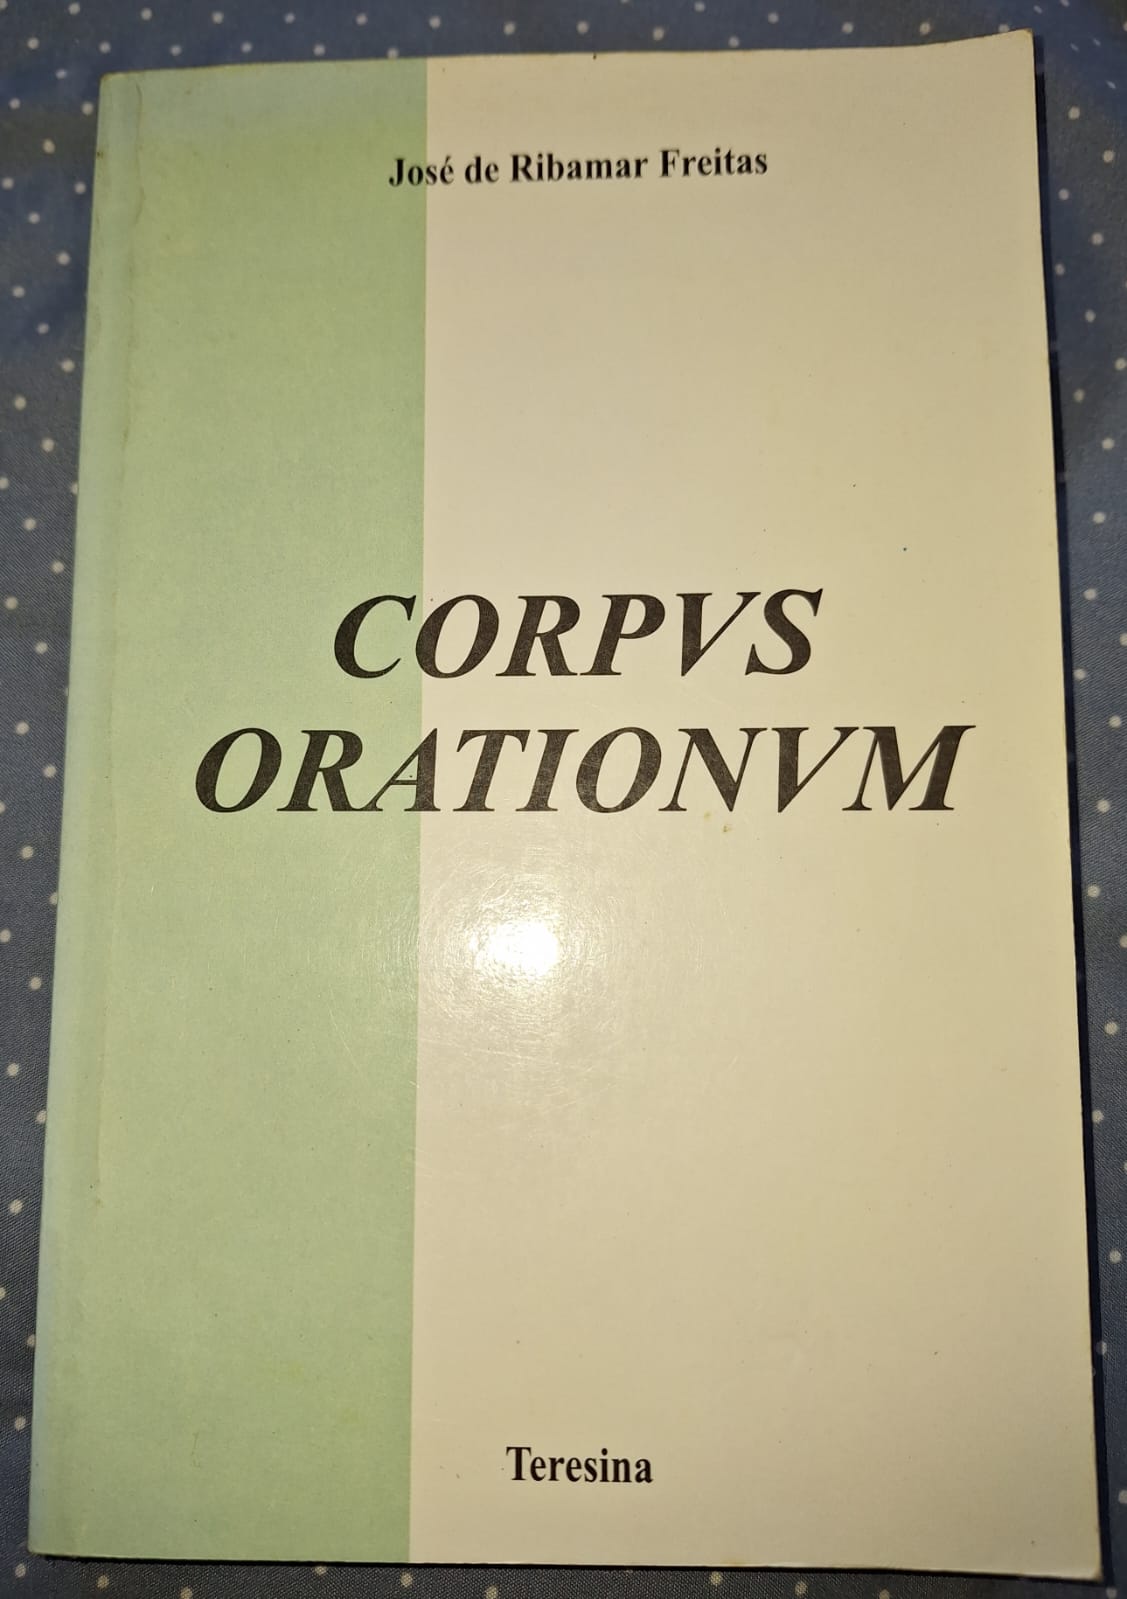 José de Ribamar Freitas
CORPVS
ORATIONVM
Teresina